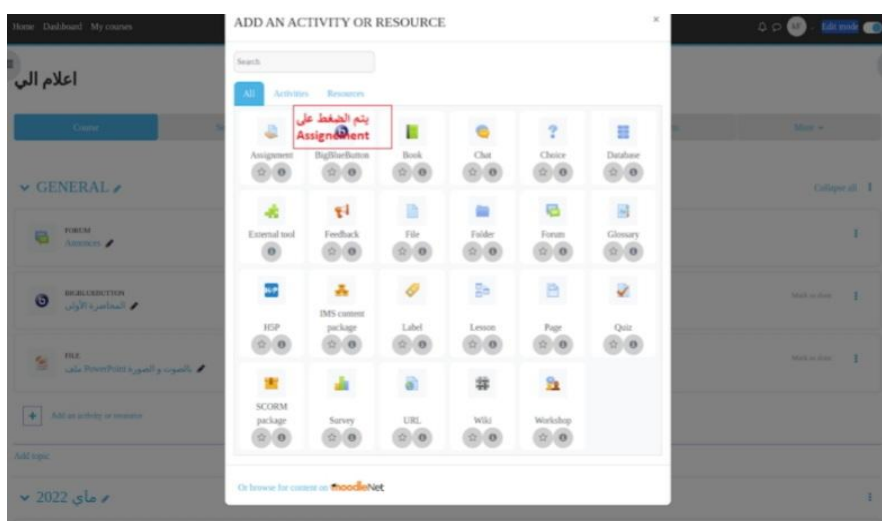 Home Dashboard My courses
Edit mode
اعلام الي
Course
More
GENERAL
Collapse all
FORUM
Annonces
BIGBLUEBUTTON
المحاضرة الأولى
Mark as done
FILE
ملف PowerPoint بالصوت و الصورة
Mark as done
Add an activity or resource
Add topic
ماي 2022
ADD AN ACTIVITY OR RESOURCE
×
Search
All Activities Resources
يتم الضغط على
Assignement
Assignment BigBlueButton Book Chat Choice Database
External tool Feedback File Folder Forum Glossary
H5P IMS content package Label Lesson Page Quiz
SCORM package Survey URL Wiki Workshop
Or browse for content on moodleNet